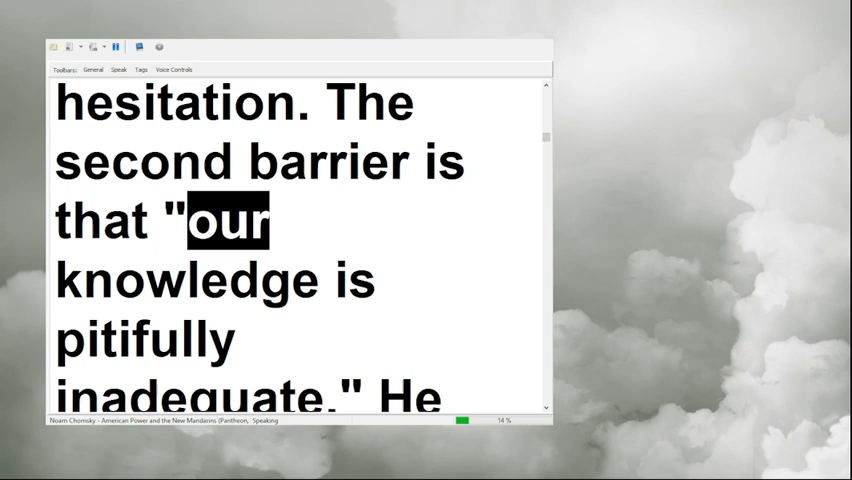 Toolbars: General Speak Tags Voice Controls
hesitation. The
second barrier is
that "our
knowledge is
pitifully
inadequate." He
Noam Chomsky - American Power and the New Mandarins (Pantheon, : Speaking
14 %